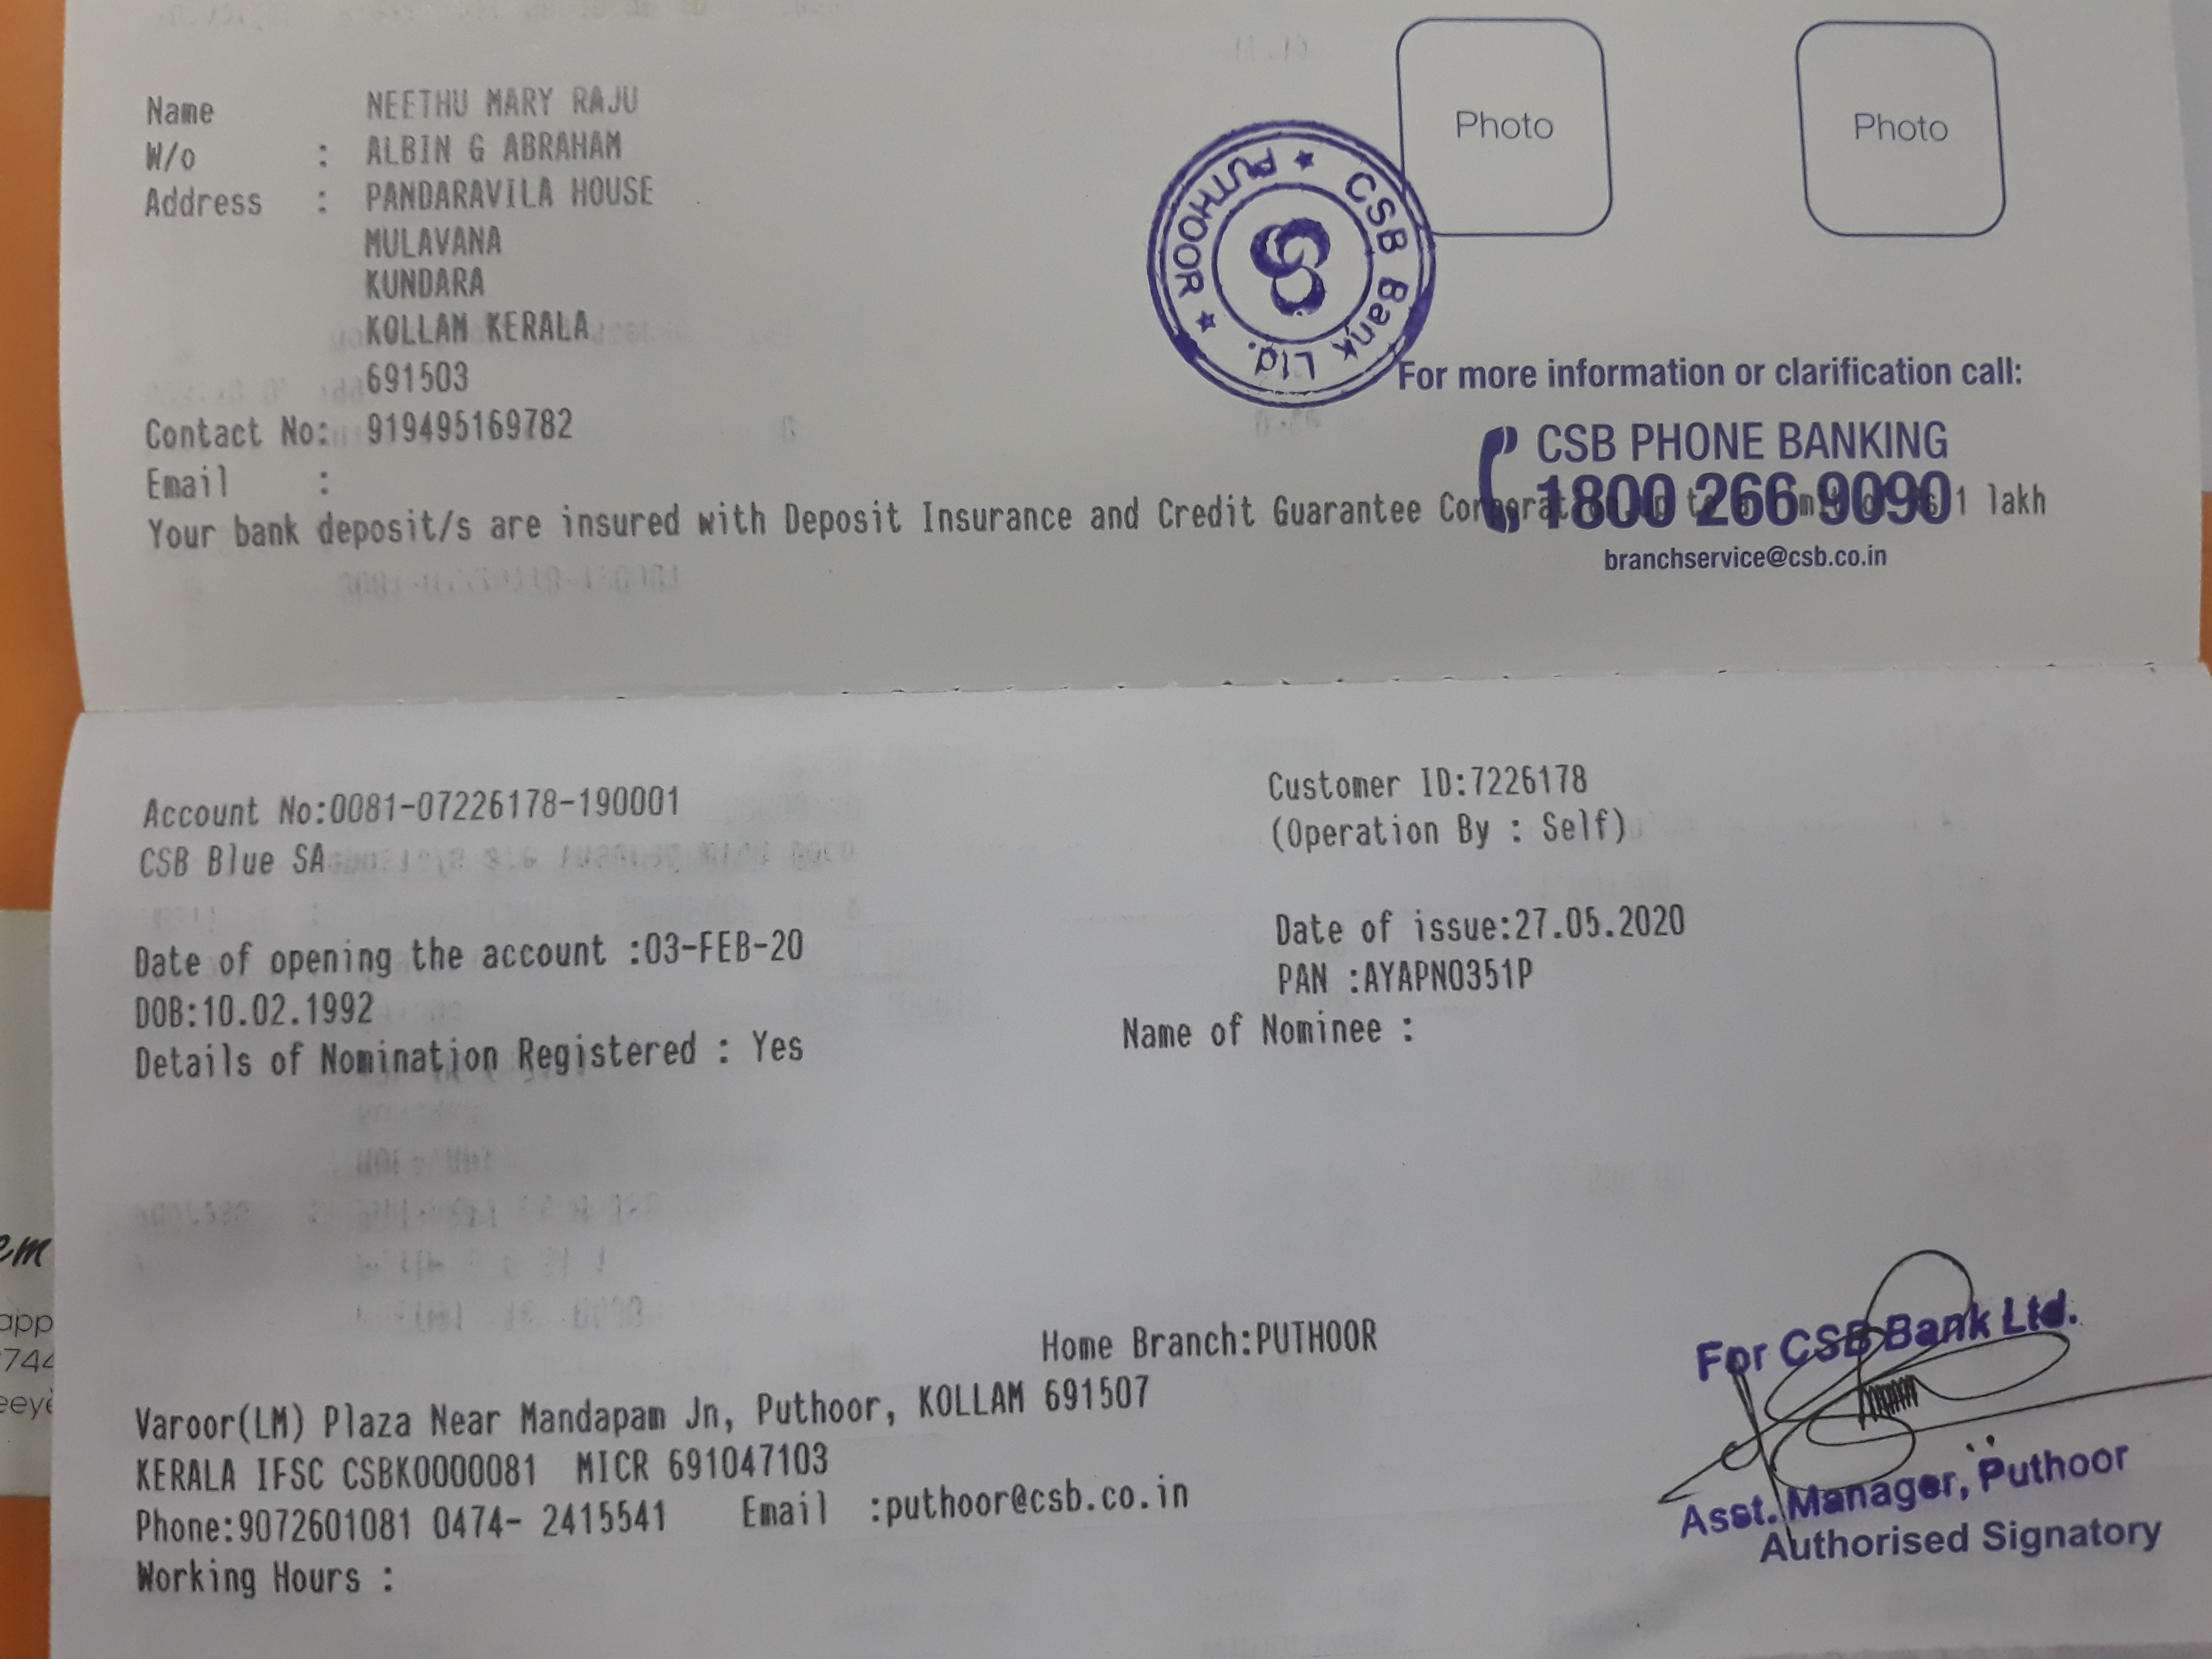 Name NEETHU MARY RAJU
W/o : ALBIN G ABRAHAM
Address : PANDARAVILA HOUSE
MULAVANA
KUNDARA
KOLLAM KERALA
691503
Contact No: 919495169782
Email :
Your bank deposit/s are insured with Deposit Insurance and Credit Guarantee Corporation up to 1 lakh
Photo
Photo
CSB Bank Ltd. ★ PUTHOOR ★
For more information or clarification call:
CSB PHONE BANKING
1800 266 9090
branchservice@csb.co.in
Account No:0081-07226178-190001
Customer ID:7226178
CSB Blue SA
(Operation By : Self)
Date of opening the account :03-FEB-20
Date of issue:27.05.2020
DOB:10.02.1992
PAN :AYAPN0351P
Details of Nomination Registered : Yes
Name of Nominee :
Home Branch:PUTHOOR
Varoor(LM) Plaza Near Mandapam Jn, Puthoor, KOLLAM 691507
KERALA IFSC CSBK0000081 MICR 691047103
Phone:9072601081 0474- 2415541 Email :puthoor@csb.co.in
Working Hours :
For CSB Bank Ltd.
Asst. Manager, Puthoor
Authorised Signatory
em
app
744